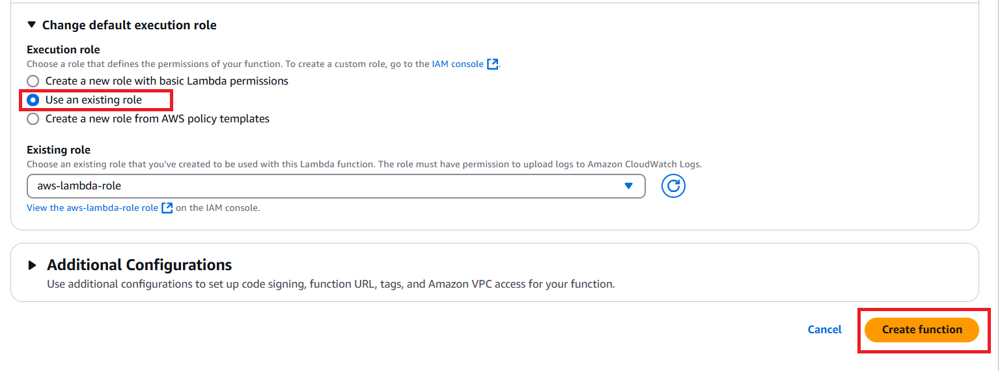 Change default execution role
Execution role
Choose a role that defines the permissions of your function. To create a custom role, go to the IAM console.
Create a new role with basic Lambda permissions
Use an existing role
Create a new role from AWS policy templates
Existing role
Choose an existing role that you've created to be used with this Lambda function. The role must have permission to upload logs to Amazon CloudWatch Logs.
aws-lambda-role
View the aws-lambda-role role on the IAM console.
Additional Configurations
Use additional configurations to set up code signing, function URL, tags, and Amazon VPC access for your function.
Cancel Create function